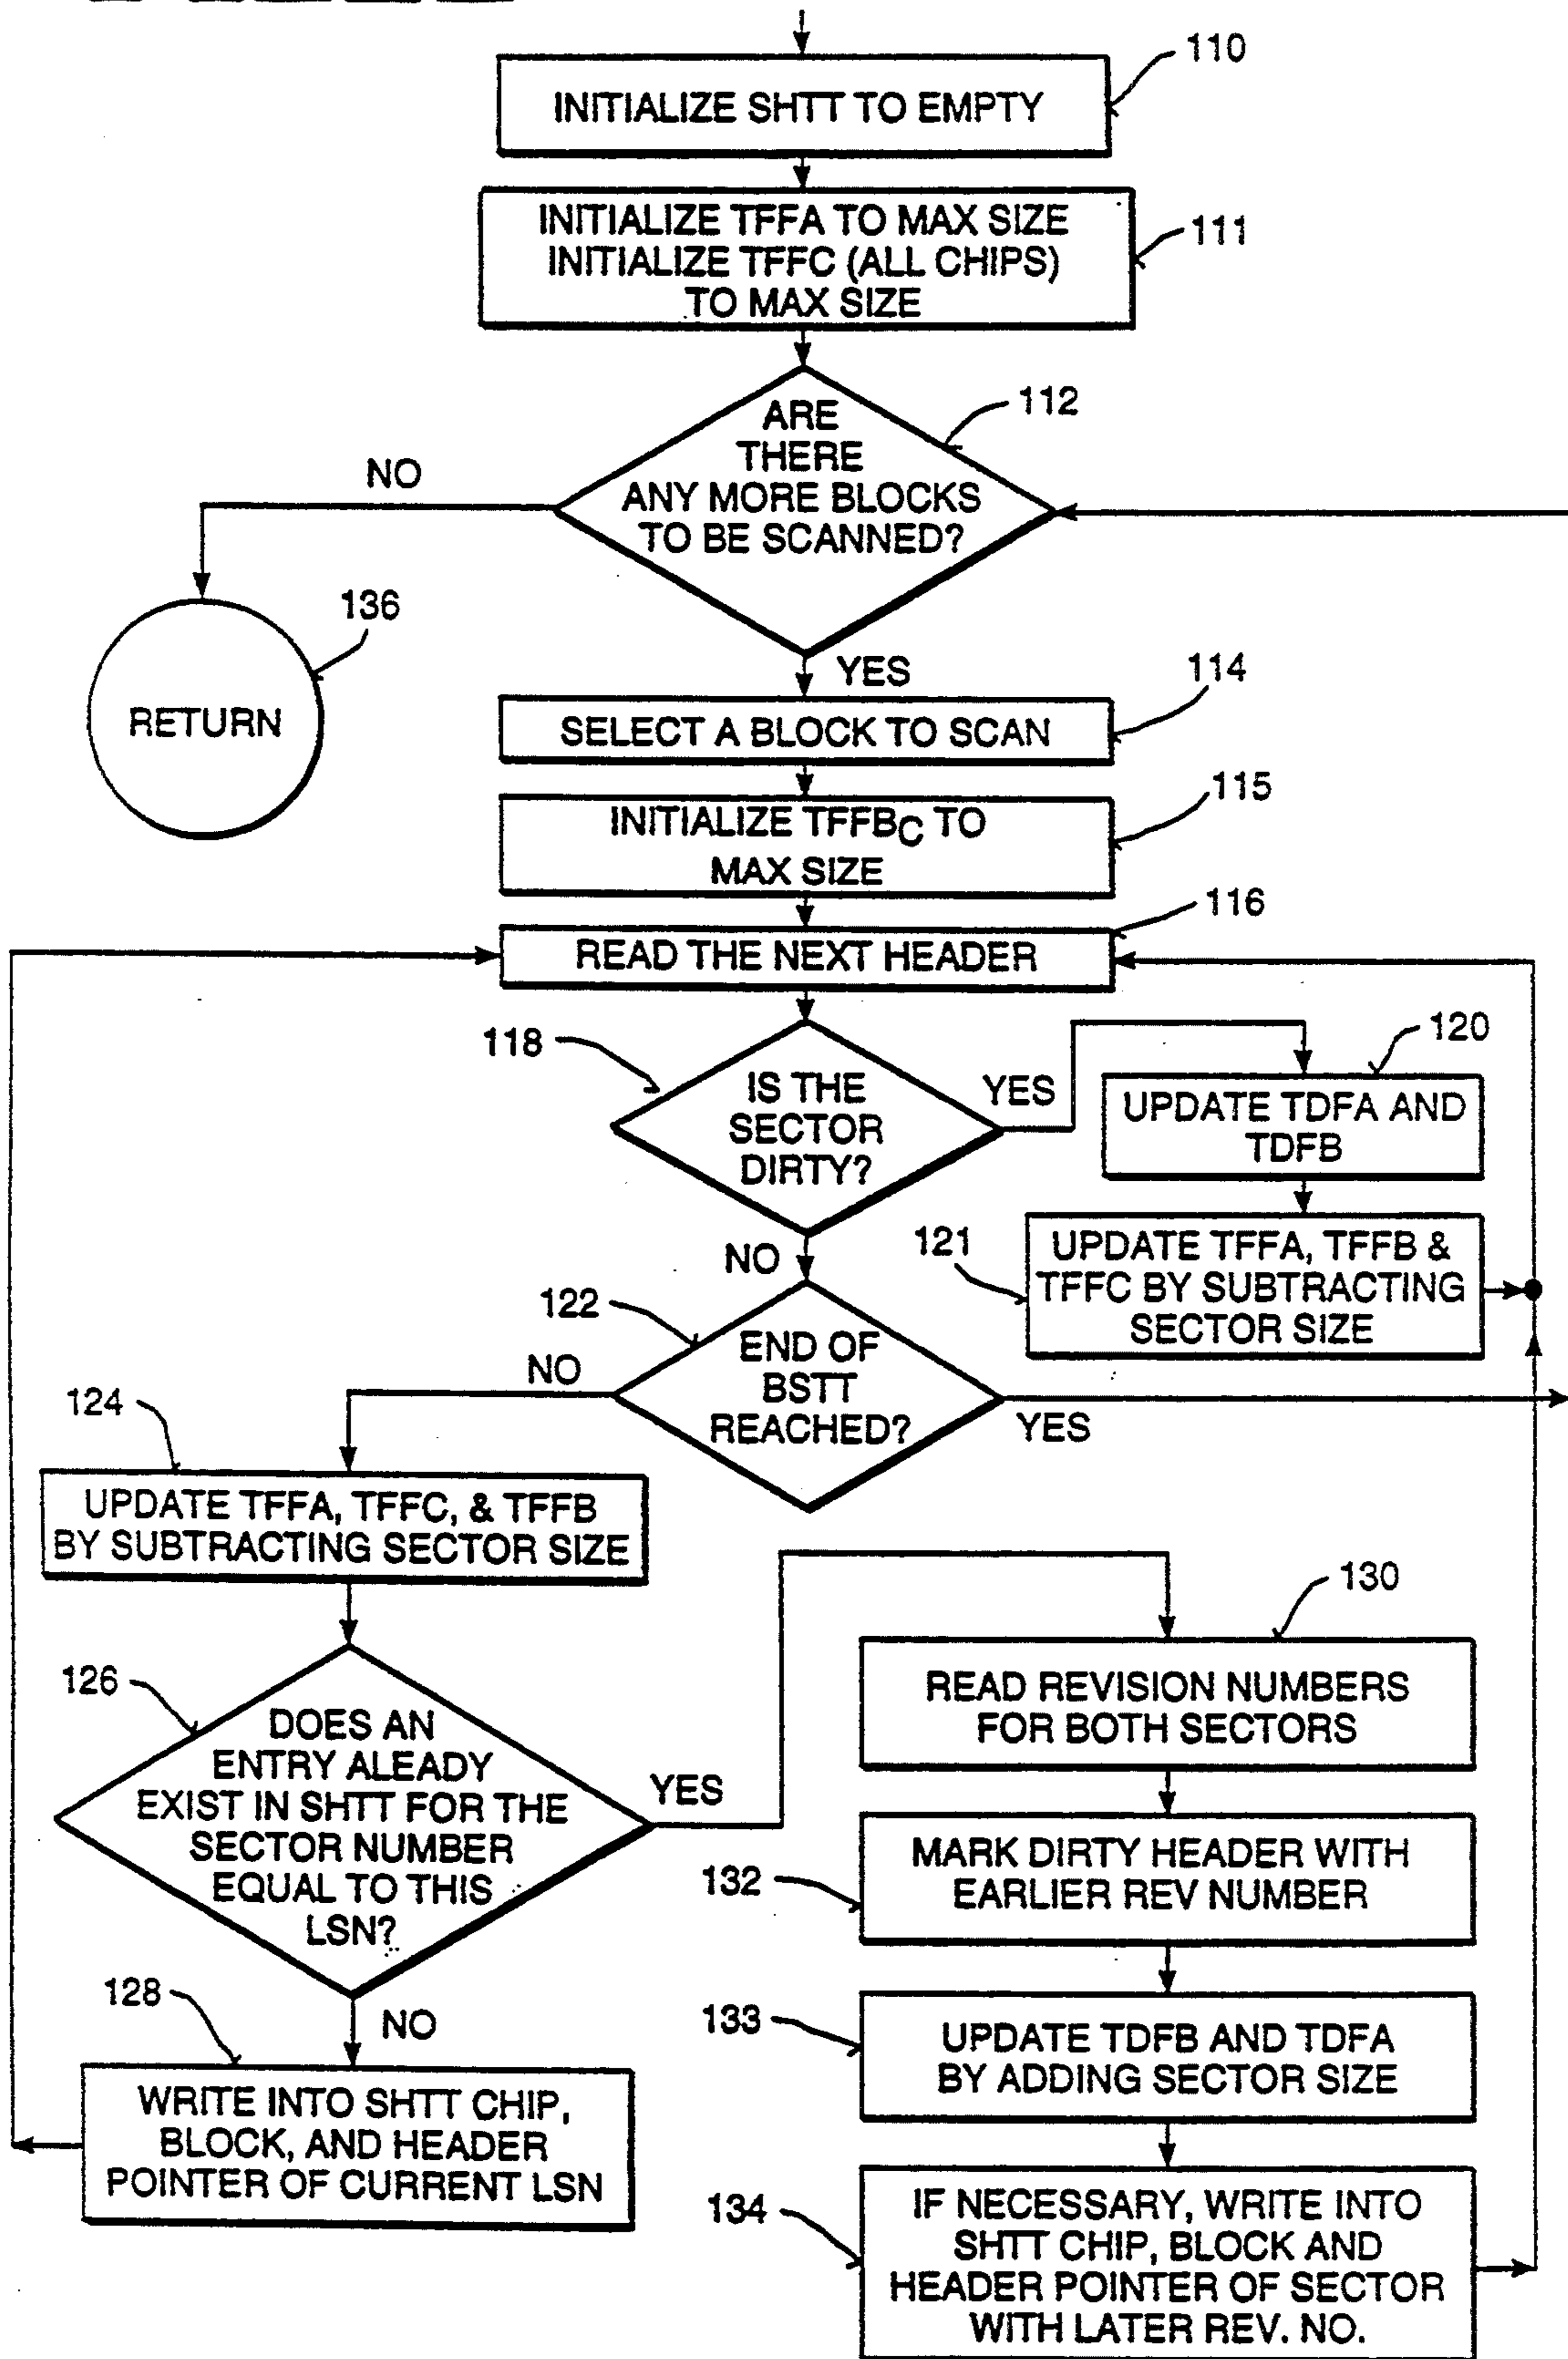 110
INITIALIZE SHTT TO EMPTY
INITIALIZE TFFA TO MAX SIZE
INITIALIZE TFFC (ALL CHIPS)
TO MAX SIZE
111
ARE
THERE
ANY MORE BLOCKS
TO BE SCANNED?
112
NO
136
RETURN
YES
114
SELECT A BLOCK TO SCAN
115
INITIALIZE TFFBC TO
MAX SIZE
116
READ THE NEXT HEADER
118
IS THE
SECTOR
DIRTY?
YES
120
UPDATE TDFA AND
TDFB
121
UPDATE TFFA, TFFB &
TFFC BY SUBTRACTING
SECTOR SIZE
NO
122
END OF
BSTT
REACHED?
NO
YES
124
UPDATE TFFA, TFFC, & TFFB
BY SUBTRACTING SECTOR SIZE
126
DOES AN
ENTRY ALEADY
EXIST IN SHTT FOR THE
SECTOR NUMBER
EQUAL TO THIS
LSN?
YES
130
READ REVISION NUMBERS
FOR BOTH SECTORS
132
MARK DIRTY HEADER WITH
EARLIER REV NUMBER
128
NO
WRITE INTO SHTT CHIP,
BLOCK, AND HEADER
POINTER OF CURRENT LSN
133
UPDATE TDFB AND TDFA
BY ADDING SECTOR SIZE
134
IF NECESSARY, WRITE INTO
SHTT CHIP, BLOCK AND
HEADER POINTER OF SECTOR
WITH LATER REV. NO.